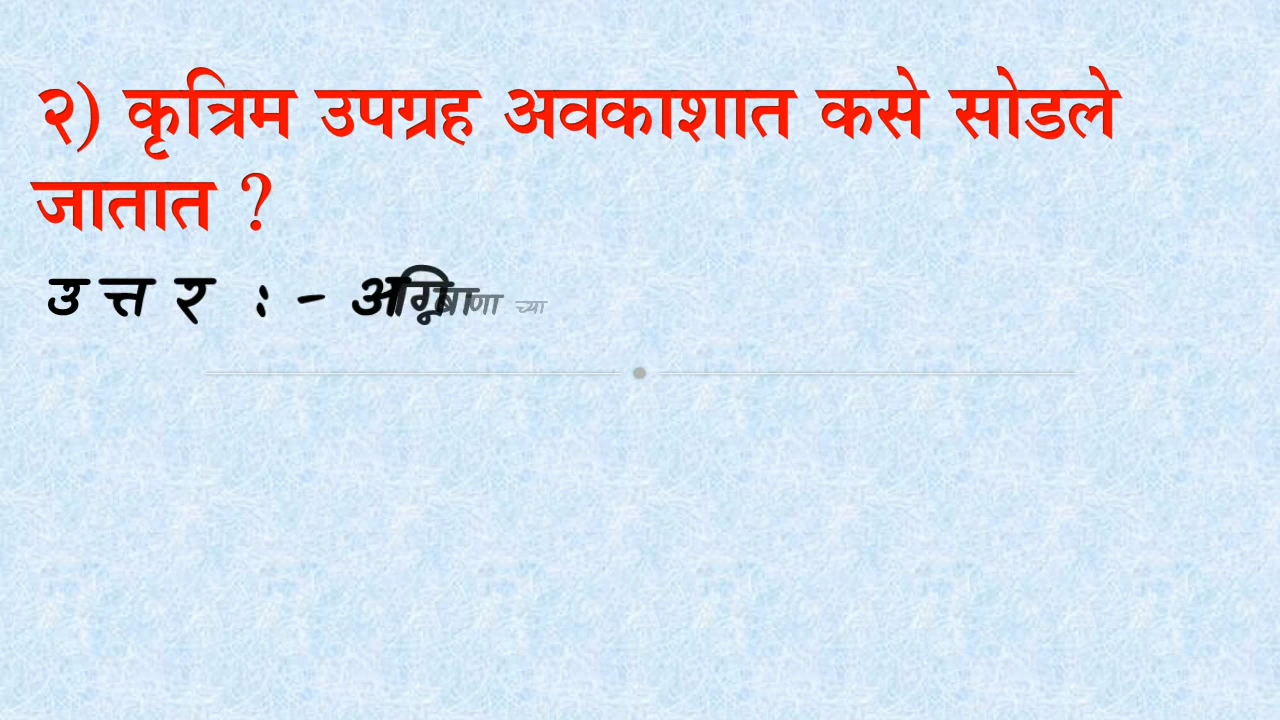 २) कृत्रिम उपग्रह अवकाशात कसे सोडले
जातात ?
उत्तर :- अग्निबाणाच्या